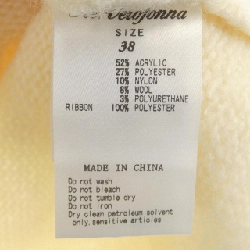 Verofonna
SIZE
38
52% ACRYLIC
27% POLYESTER
10% NYLON
8% WOOL
3% POLYURETHANE
RIBBON 100% POLYESTER
MADE IN CHINA
Do not wash
Do not bleach
Do not tumble dry
Do not iron
Dry clean petroleum solvent
only,sensitive articles